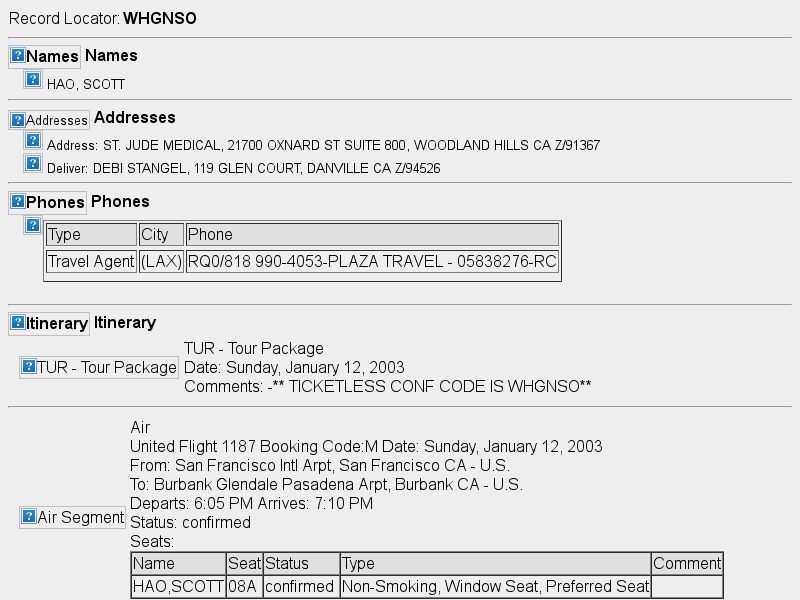 Record Locator: WHGNSO
Names Names
HAO, SCOTT
Addresses Addresses
Address: ST. JUDE MEDICAL, 21700 OXNARD ST SUITE 800, WOODLAND HILLS CA Z/91367
Deliver: DEBI STANGEL, 119 GLEN COURT, DANVILLE CA Z/94526
Phones Phones
Type City Phone
Travel Agent (LAX) RQ0/818 990-4053-PLAZA TRAVEL - 05838276-RC
Itinerary Itinerary
TUR - Tour Package
TUR - Tour Package
Date: Sunday, January 12, 2003
Comments: -** TICKETLESS CONF CODE IS WHGNSO**
Air Segment
Air
United Flight 1187 Booking Code:M Date: Sunday, January 12, 2003
From: San Francisco Intl Arpt, San Francisco CA - U.S.
To: Burbank Glendale Pasadena Arpt, Burbank CA - U.S.
Departs: 6:05 PM Arrives: 7:10 PM
Status: confirmed
Seats:
Name Seat Status Type Comment
HAO,SCOTT 08A confirmed Non-Smoking, Window Seat, Preferred Seat